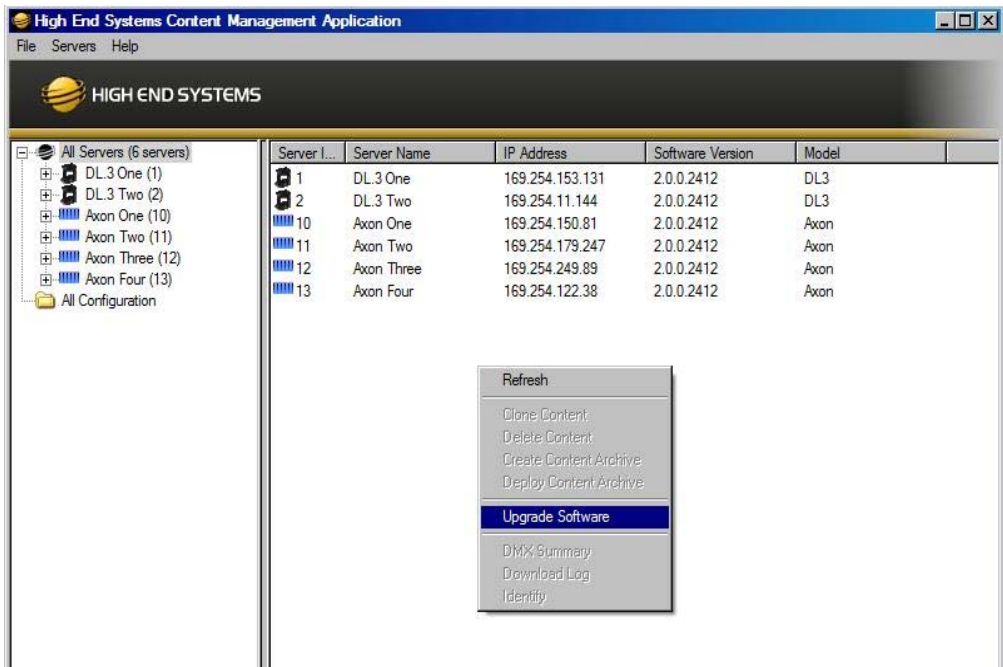 High End Systems Content Management Application
File Servers Help
HIGH END SYSTEMS
All Servers (6 servers)
DL.3 One (1)
DL.3 Two (2)
Axon One (10)
Axon Two (11)
Axon Three (12)
Axon Four (13)
All Configuration
Server I... Server Name IP Address Software Version Model
1 DL.3 One 169.254.153.131 2.0.0.2412 DL3
2 DL.3 Two 169.254.11.144 2.0.0.2412 DL3
10 Axon One 169.254.150.81 2.0.0.2412 Axon
11 Axon Two 169.254.179.247 2.0.0.2412 Axon
12 Axon Three 169.254.249.89 2.0.0.2412 Axon
13 Axon Four 169.254.122.38 2.0.0.2412 Axon
Refresh
Clone Content
Delete Content
Create Content Archive
Deploy Content Archive
Upgrade Software
DMX Summary
Download Log
Identify